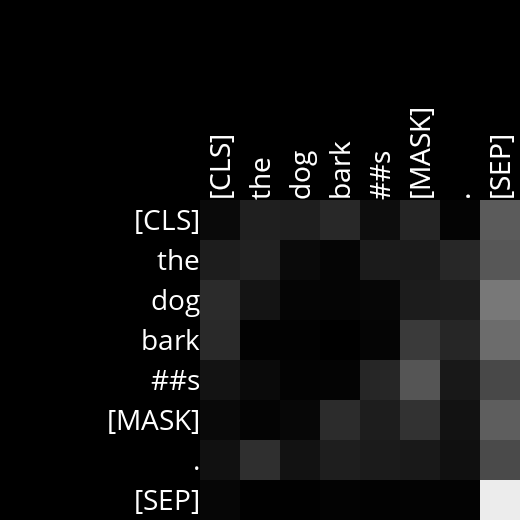 [CLS] the dog bark ##s [MASK] . [SEP]
[CLS]
the
dog
bark
##s
[MASK]
.
[SEP]